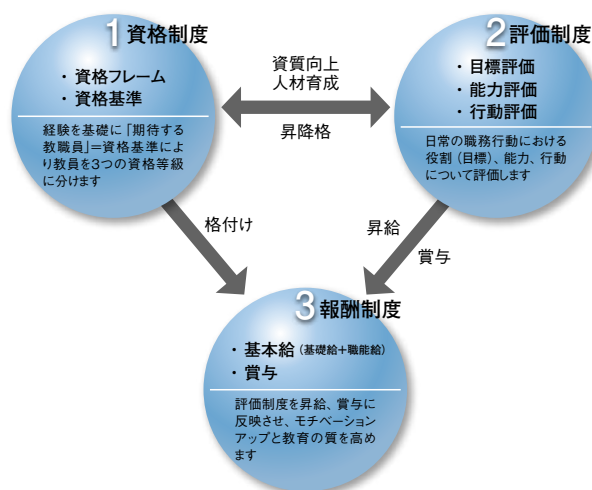 1 資格制度
・ 資格フレーム
・ 資格基準
経験を基礎に「期待する
教職員」=資格基準によ
り教員を3つの資格等級
に分けます
資質向上
人材育成
昇降格
2 評価制度
・ 目標評価
・ 能力評価
・ 行動評価
日常の職務行動における
役割(目標)、能力、行動
について評価します
格付け
昇給
賞与
3 報酬制度
・ 基本給(基礎給+職能給)
・ 賞与
評価制度を昇給、賞与に
反映させ、モチベーション
アップと教育の質を高め
ます